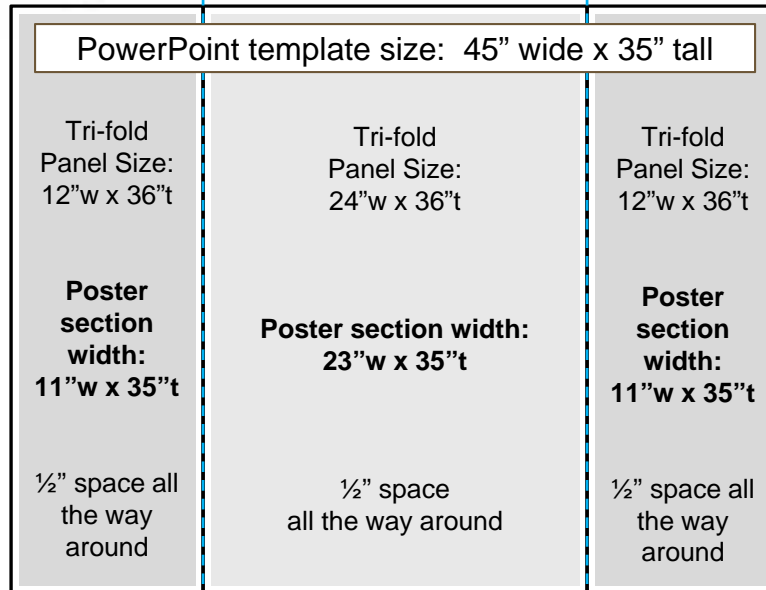 PowerPoint template size:  45” wide x 35” tall
Tri-fold
Panel Size:
12”w x 36”t
Poster
section
width:
11”w x 35”t
½” space all
the way
around
Tri-fold
Panel Size:
24”w x 36”t
Poster section width:
23”w x 35”t
½” space
all the way around
Tri-fold
Panel Size:
12”w x 36”t
Poster
section
width:
11”w x 35”t
½” space all
the way
around